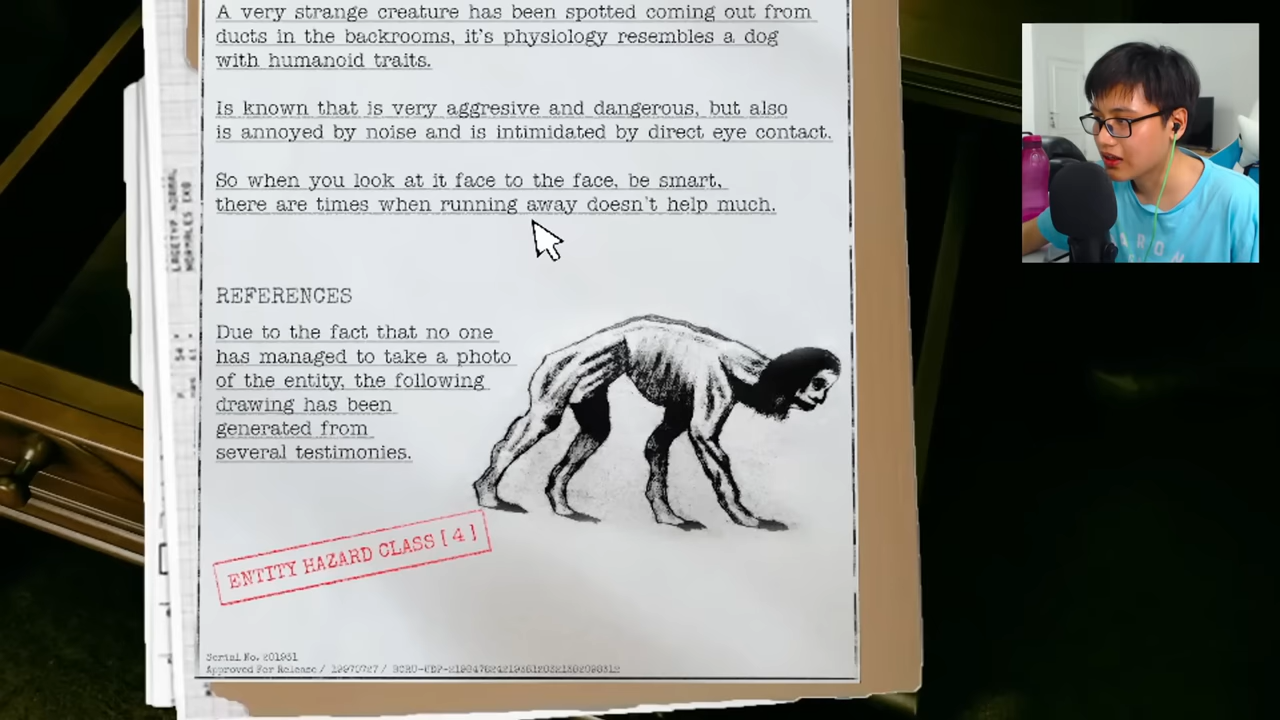 A very strange creature has been spotted coming out from
ducts in the backrooms, it's physiology resembles a dog
with humanoid traits.
Is known that is very aggresive and dangerous, but also
is annoyed by noise and is intimidated by direct eye contact.
So when you look at it face to the face, be smart,
there are times when running away doesn't help much.
REFERENCES
Due to the fact that no one
has managed to take a photo
of the entity, the following
drawing has been
generated from
several testimonies.
ENTITY HAZARD CLASS [ 4 ]
Serial No. 201951
Approved For Release / 19970727 /